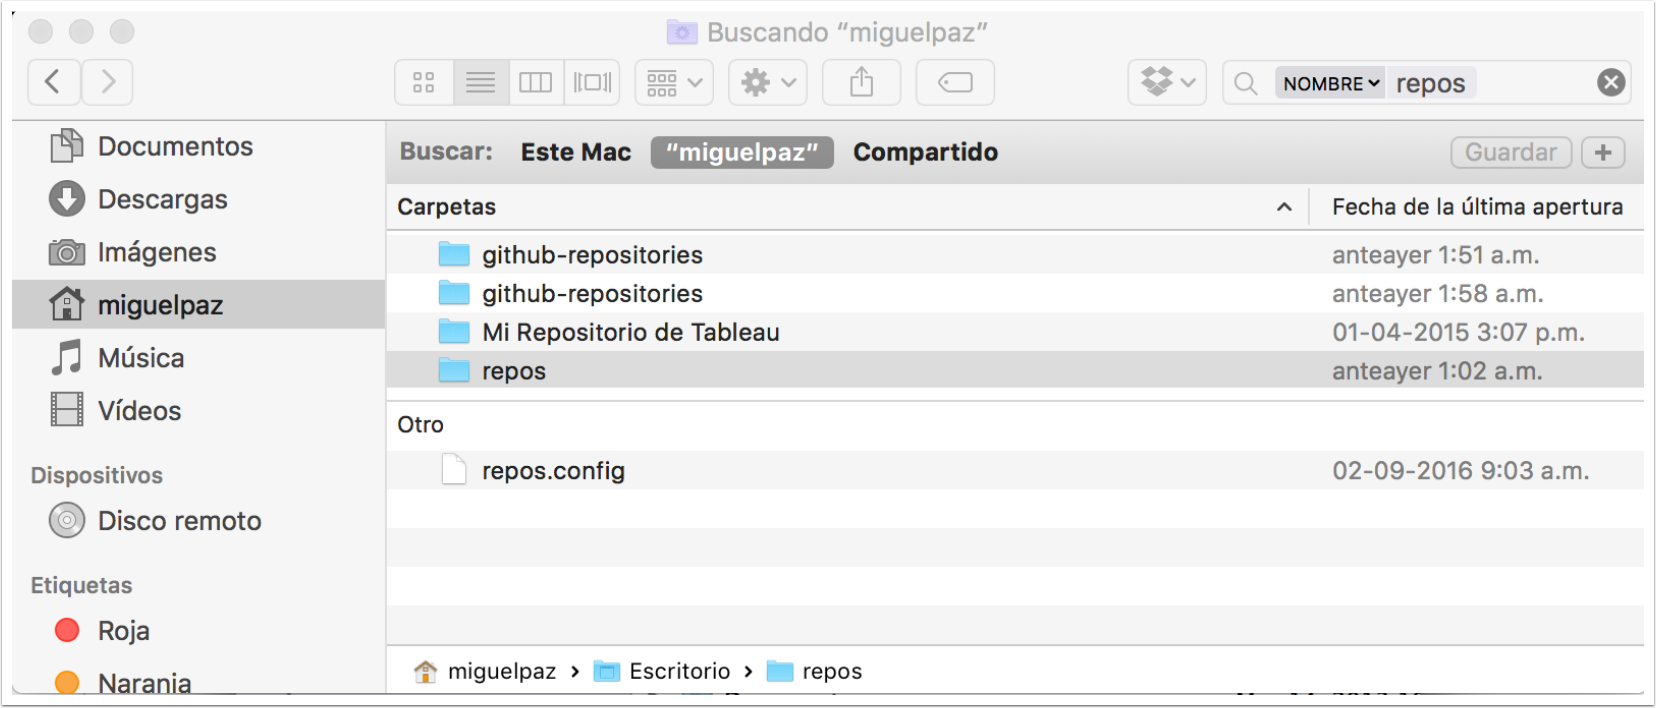 Buscando “miguelpaz”
NOMBRE repos
Documentos
Descargas
Imágenes
miguelpaz
Música
Vídeos
Dispositivos
Disco remoto
Etiquetas
Roja
Naranja
Buscar: Este Mac “miguelpaz” Compartido Guardar +
Carpetas Fecha de la última apertura
github-repositories anteayer 1:51 a.m.
github-repositories anteayer 1:58 a.m.
Mi Repositorio de Tableau 01-04-2015 3:07 p.m.
repos anteayer 1:02 a.m.
Otro
repos.config 02-09-2016 9:03 a.m.
miguelpaz › Escritorio › repos